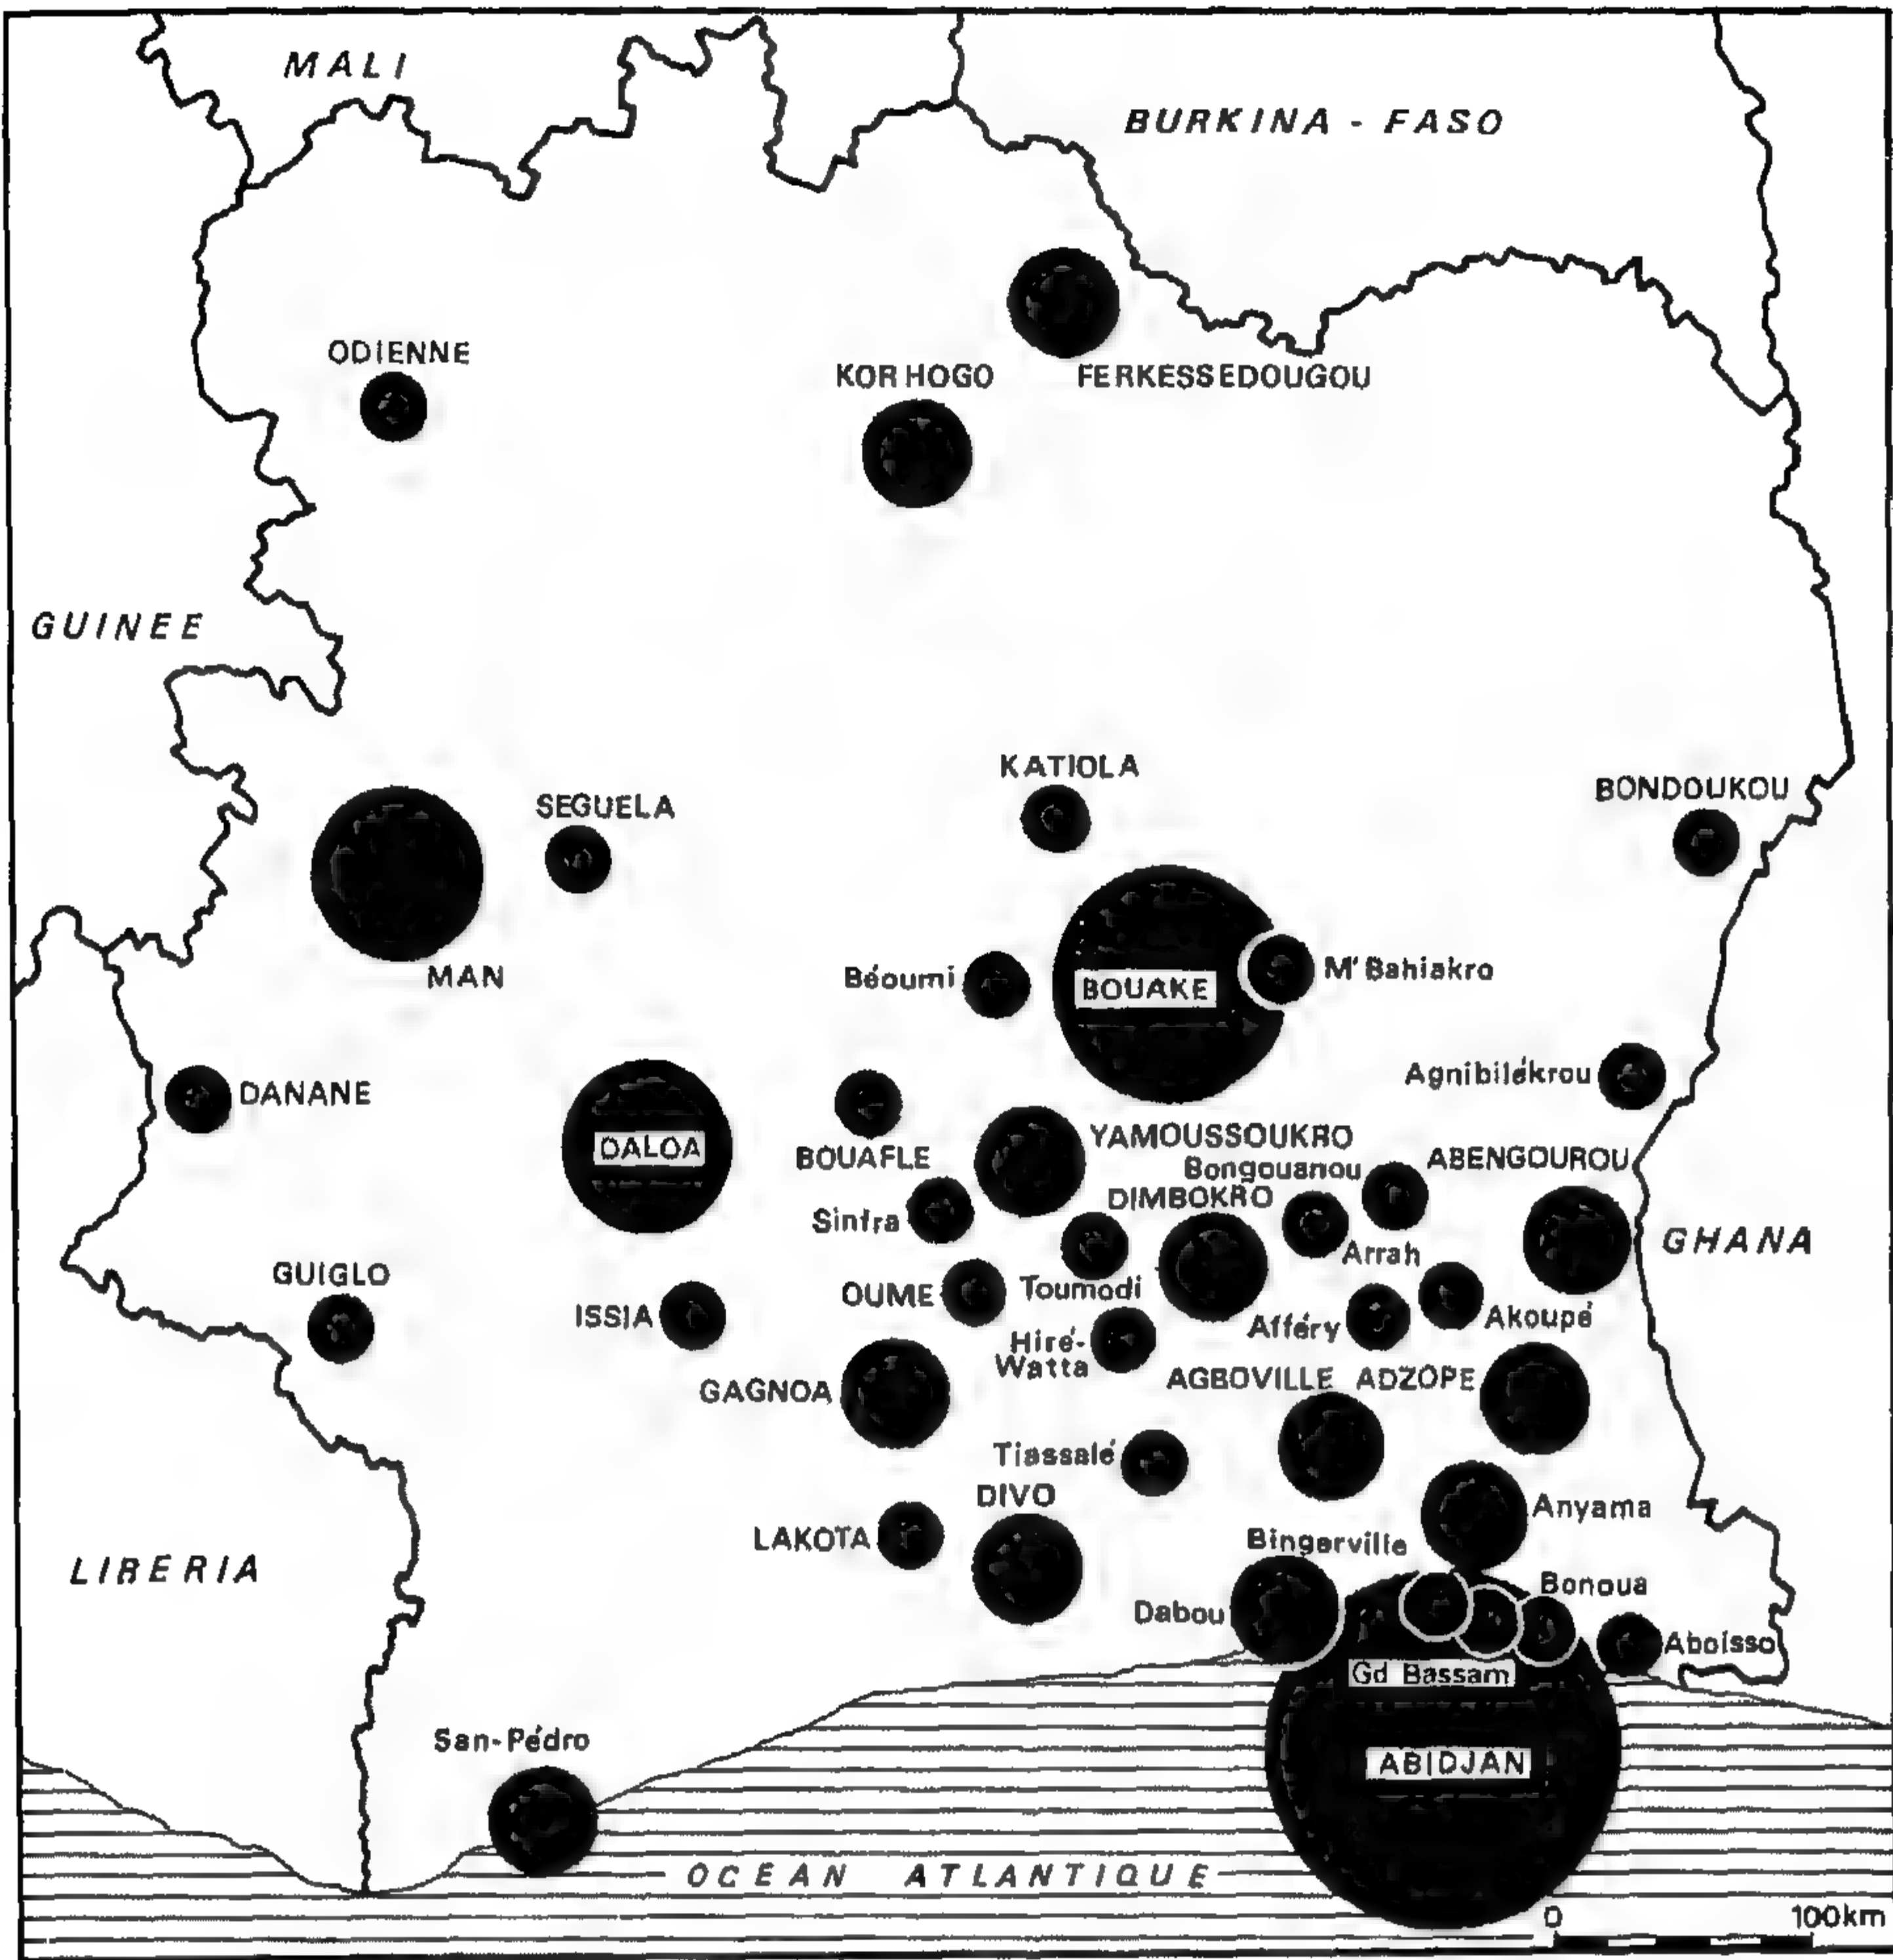 MALI
BURKINA - FASO
ODIENNE
KORHOGO
FERKESSEDOUGOU
GUINEE
KATIOLA
BONDOUKOU
SEGUELA
MAN
Béoumi
BOUAKE
M'Bahiakro
Agnibilékrou
DANANE
DALOA
BOUAFLE
YAMOUSSOUKRO
Bongouanou
ABENGOUROU
DIMBOKRO
Sinfra
GHANA
Arrah
GUIGLO
OUME
Toumodi
ISSIA
Afféry
Akoupé
Hiré-
Watta
GAGNOA
AGBOVILLE
ADZOPE
Tiassalé
DIVO
Anyama
LAKOTA
Bingerville
LIBERIA
Bonoua
Dabou
Aboisso
Gd Bassam
San-Pédro
ABIDJAN
OCEAN ATLANTIQUE
0 100km